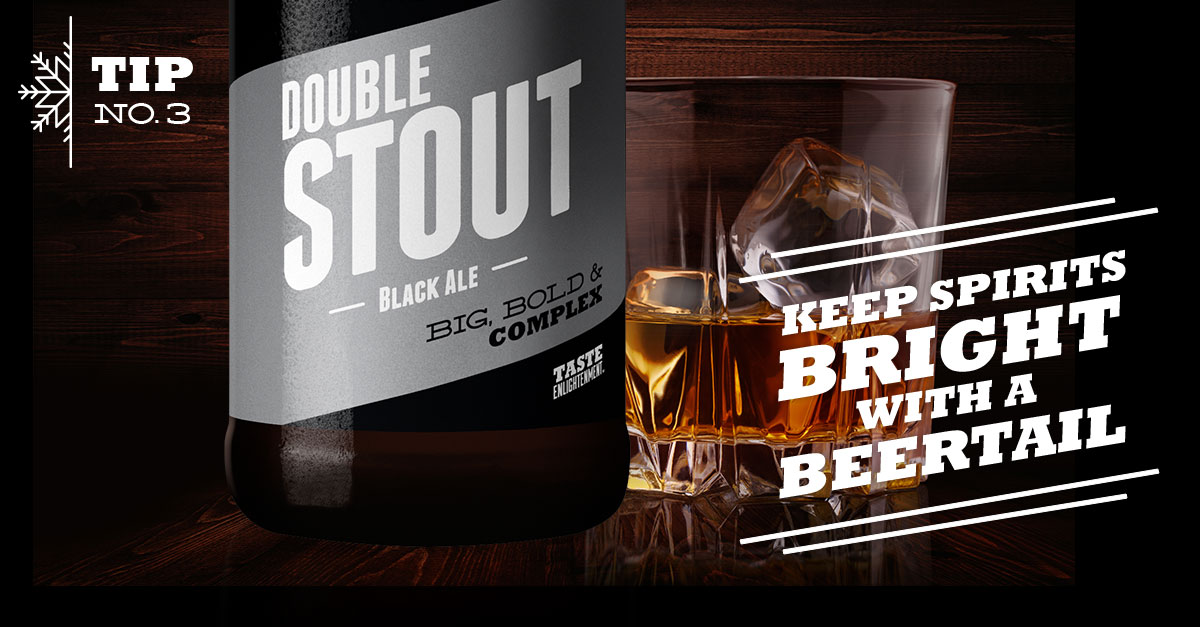 TIP
NO. 3
DOUBLE
STOUT
BLACK ALE
BIG, BOLD &
COMPLEX
TASTE
ENLIGHTENMENT.
KEEP SPIRITS
BRIGHT
WITH A
BEERTAIL